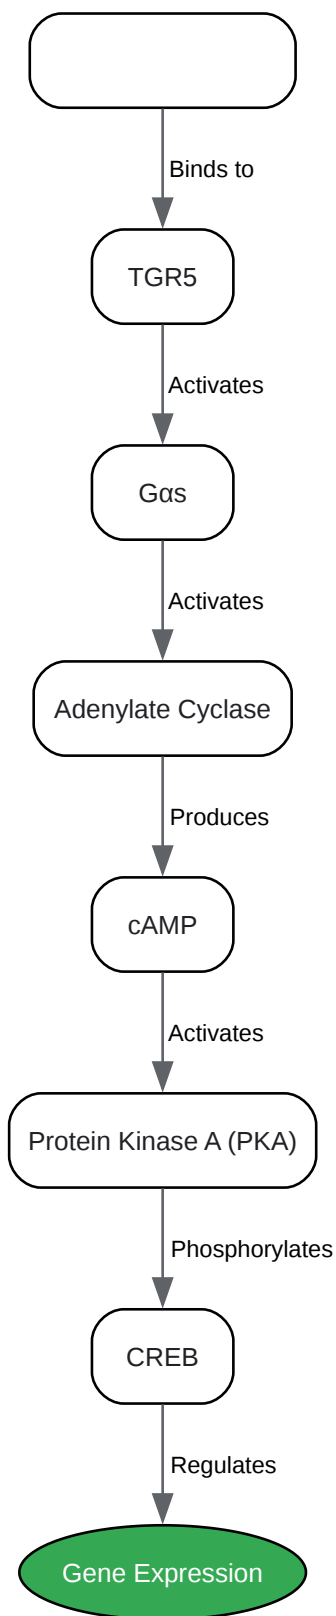 Binds to
TGR5
Activates
Gαs
Activates
Adenylate Cyclase
Produces
cAMP
Activates
Protein Kinase A (PKA)
Phosphorylates
CREB
Regulates
Gene Expression